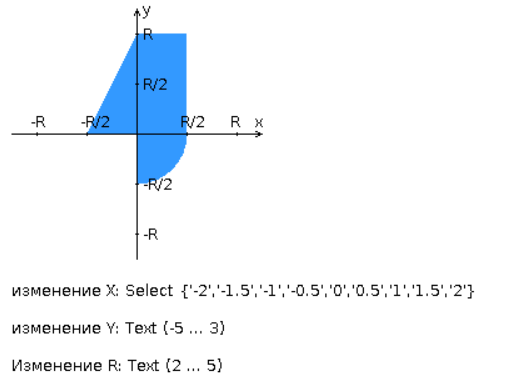 y
R
R/2
-R
-R/2
R/2
R
x
-R/2
-R
изменение X: Select {'-2','-1.5','-1','-0.5','0','0.5','1','1.5','2'}
изменение Y: Text (-5 ... 3)
Изменение R: Text (2 ... 5)